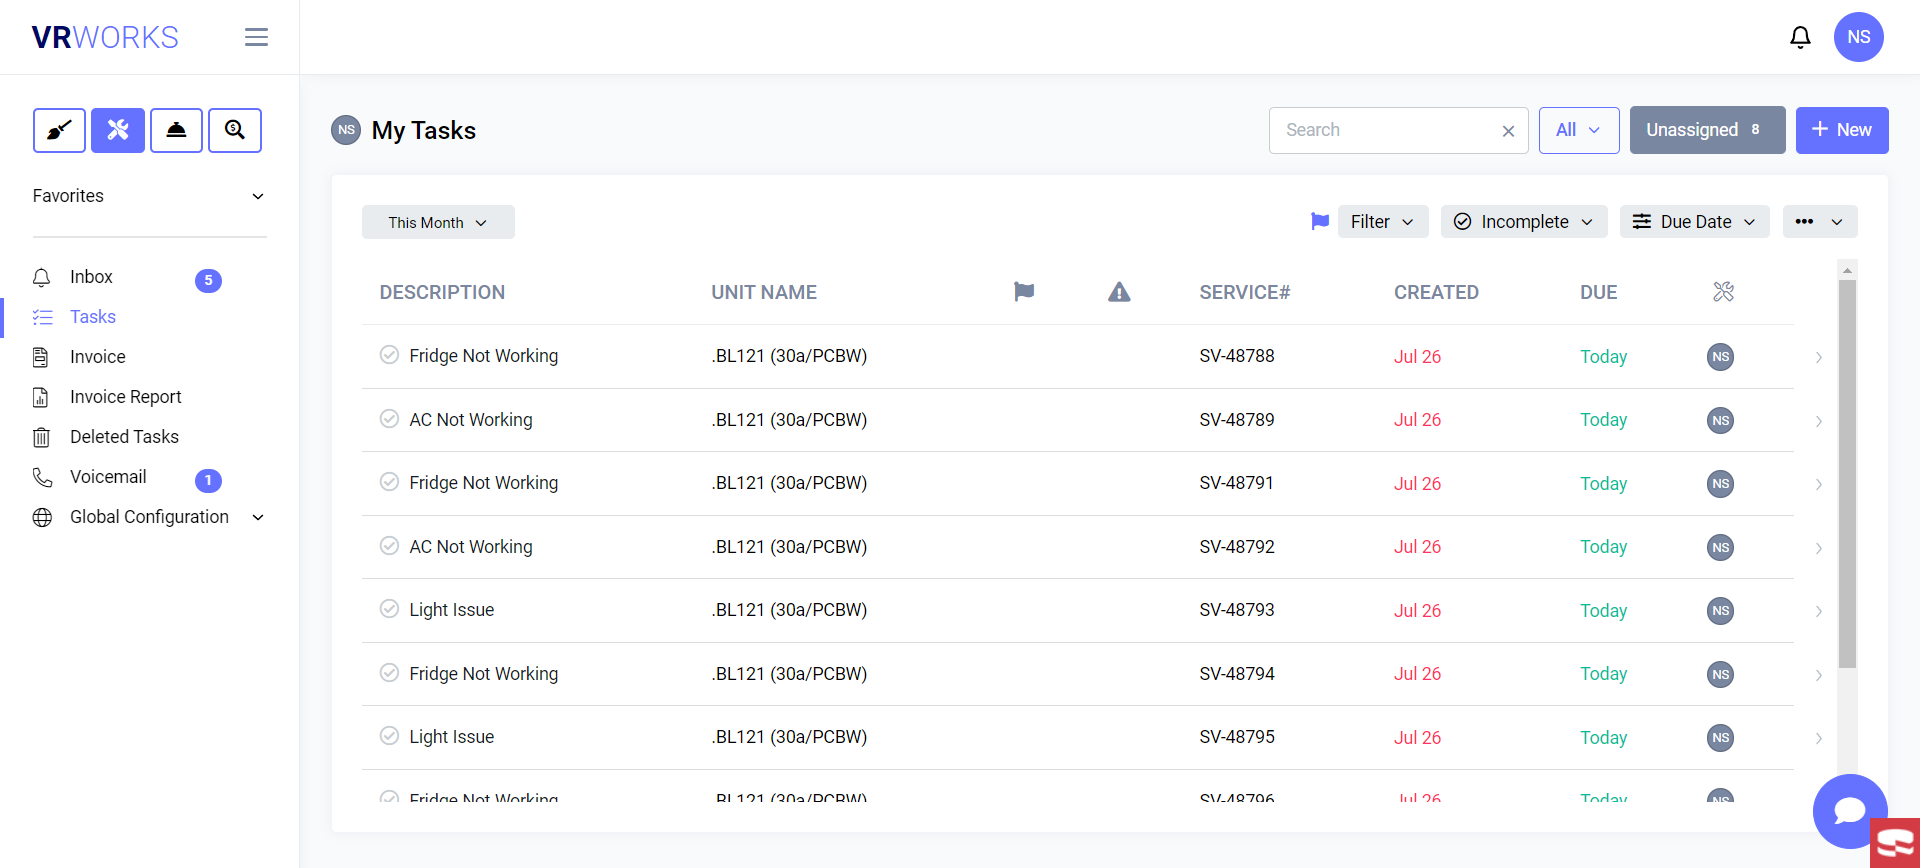 VRWORKS
NS
NS My Tasks
Search
All
Unassigned 8
New
Favorites
This Month
Filter
Incomplete
Due Date
Inbox 5
Tasks
Invoice
Invoice Report
Deleted Tasks
Voicemail 1
Global Configuration
DESCRIPTION UNIT NAME SERVICE# CREATED DUE
Fridge Not Working .BL121 (30a/PCBW) SV-48788 Jul 26 Today NS
AC Not Working .BL121 (30a/PCBW) SV-48789 Jul 26 Today NS
Fridge Not Working .BL121 (30a/PCBW) SV-48791 Jul 26 Today NS
AC Not Working .BL121 (30a/PCBW) SV-48792 Jul 26 Today NS
Light Issue .BL121 (30a/PCBW) SV-48793 Jul 26 Today NS
Fridge Not Working .BL121 (30a/PCBW) SV-48794 Jul 26 Today NS
Light Issue .BL121 (30a/PCBW) SV-48795 Jul 26 Today NS
Fridge Not Working .BL121 (30a/PCBW) SV-48796 Jul 26 Today NS